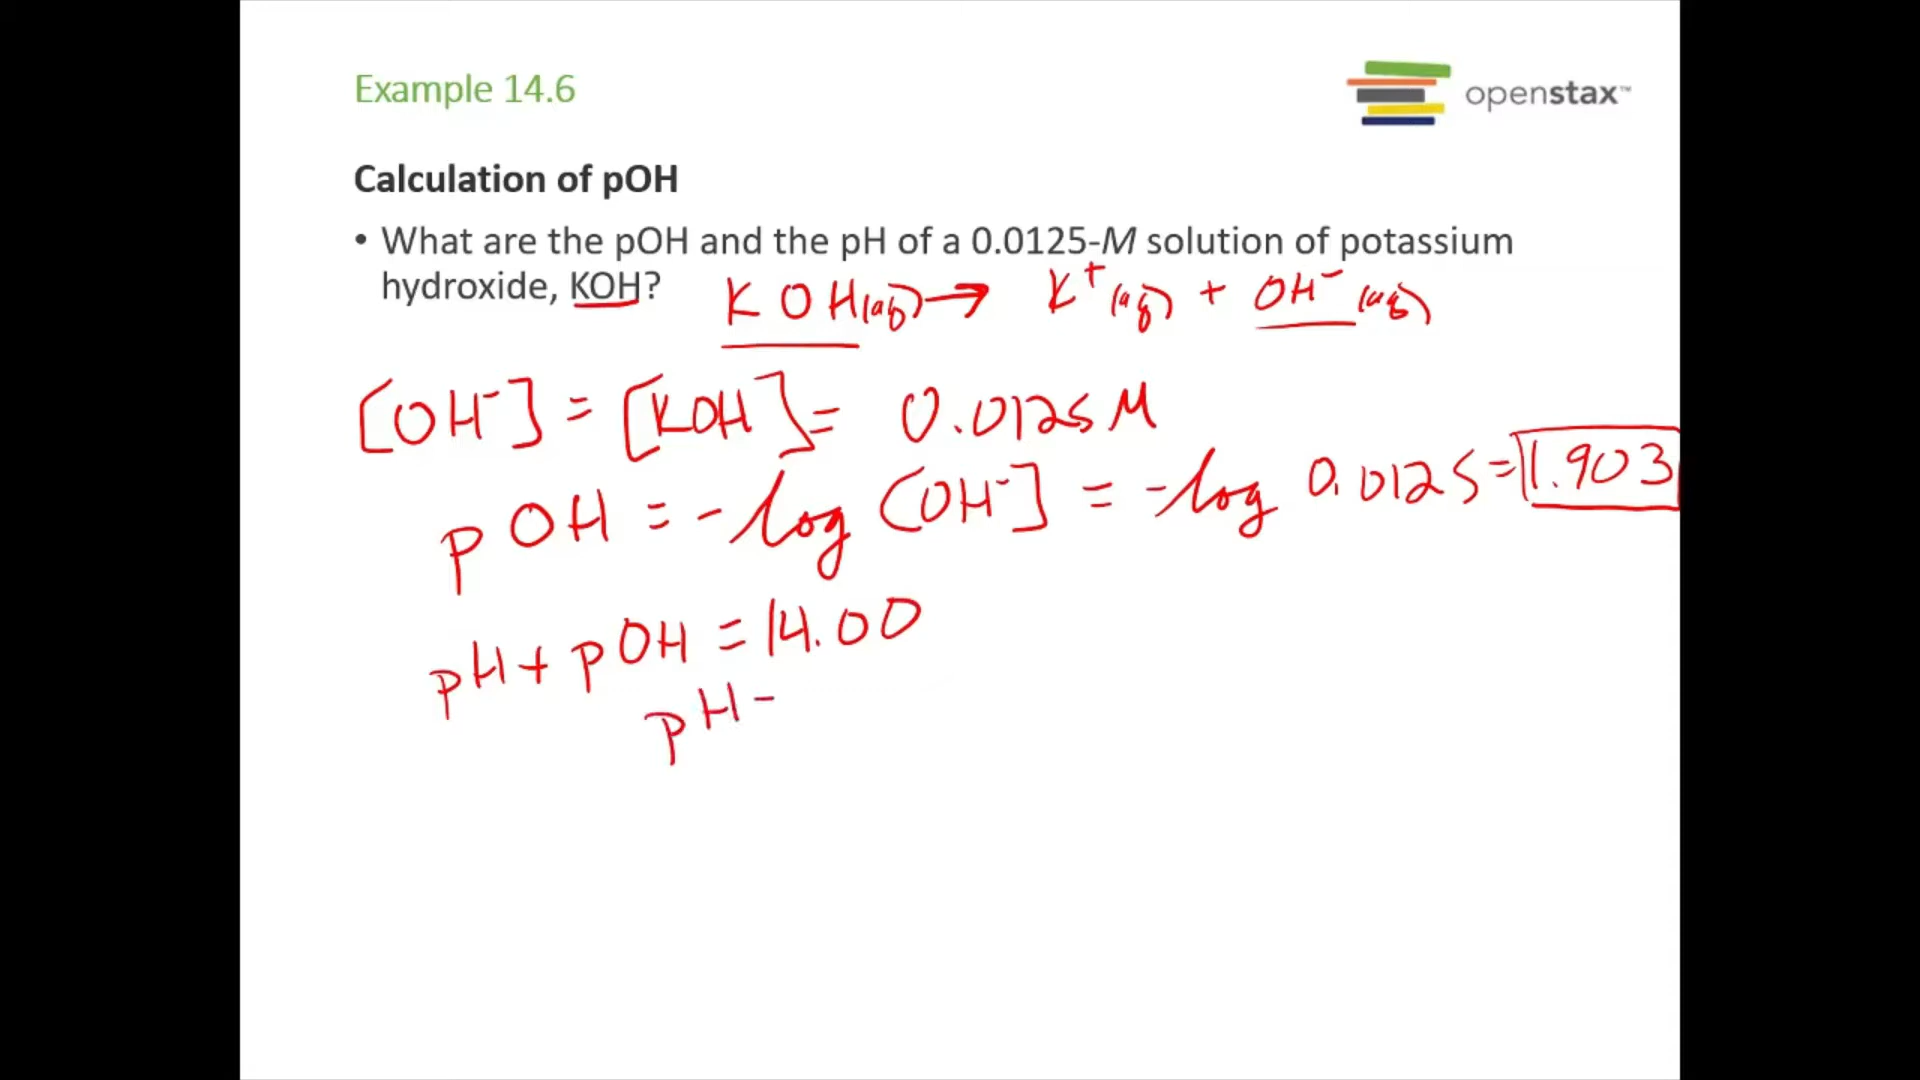 Example 14.6
openstax™
Calculation of pOH
• What are the pOH and the pH of a 0.0125-M solution of potassium
hydroxide, KOH?
KOH(aq) → K⁺(aq) + OH⁻(aq)
[OH⁻] = [KOH] = 0.0125 M
pOH = -log [OH⁻] = -log 0.0125 = 1.903
pH + pOH = 14.00
pH -